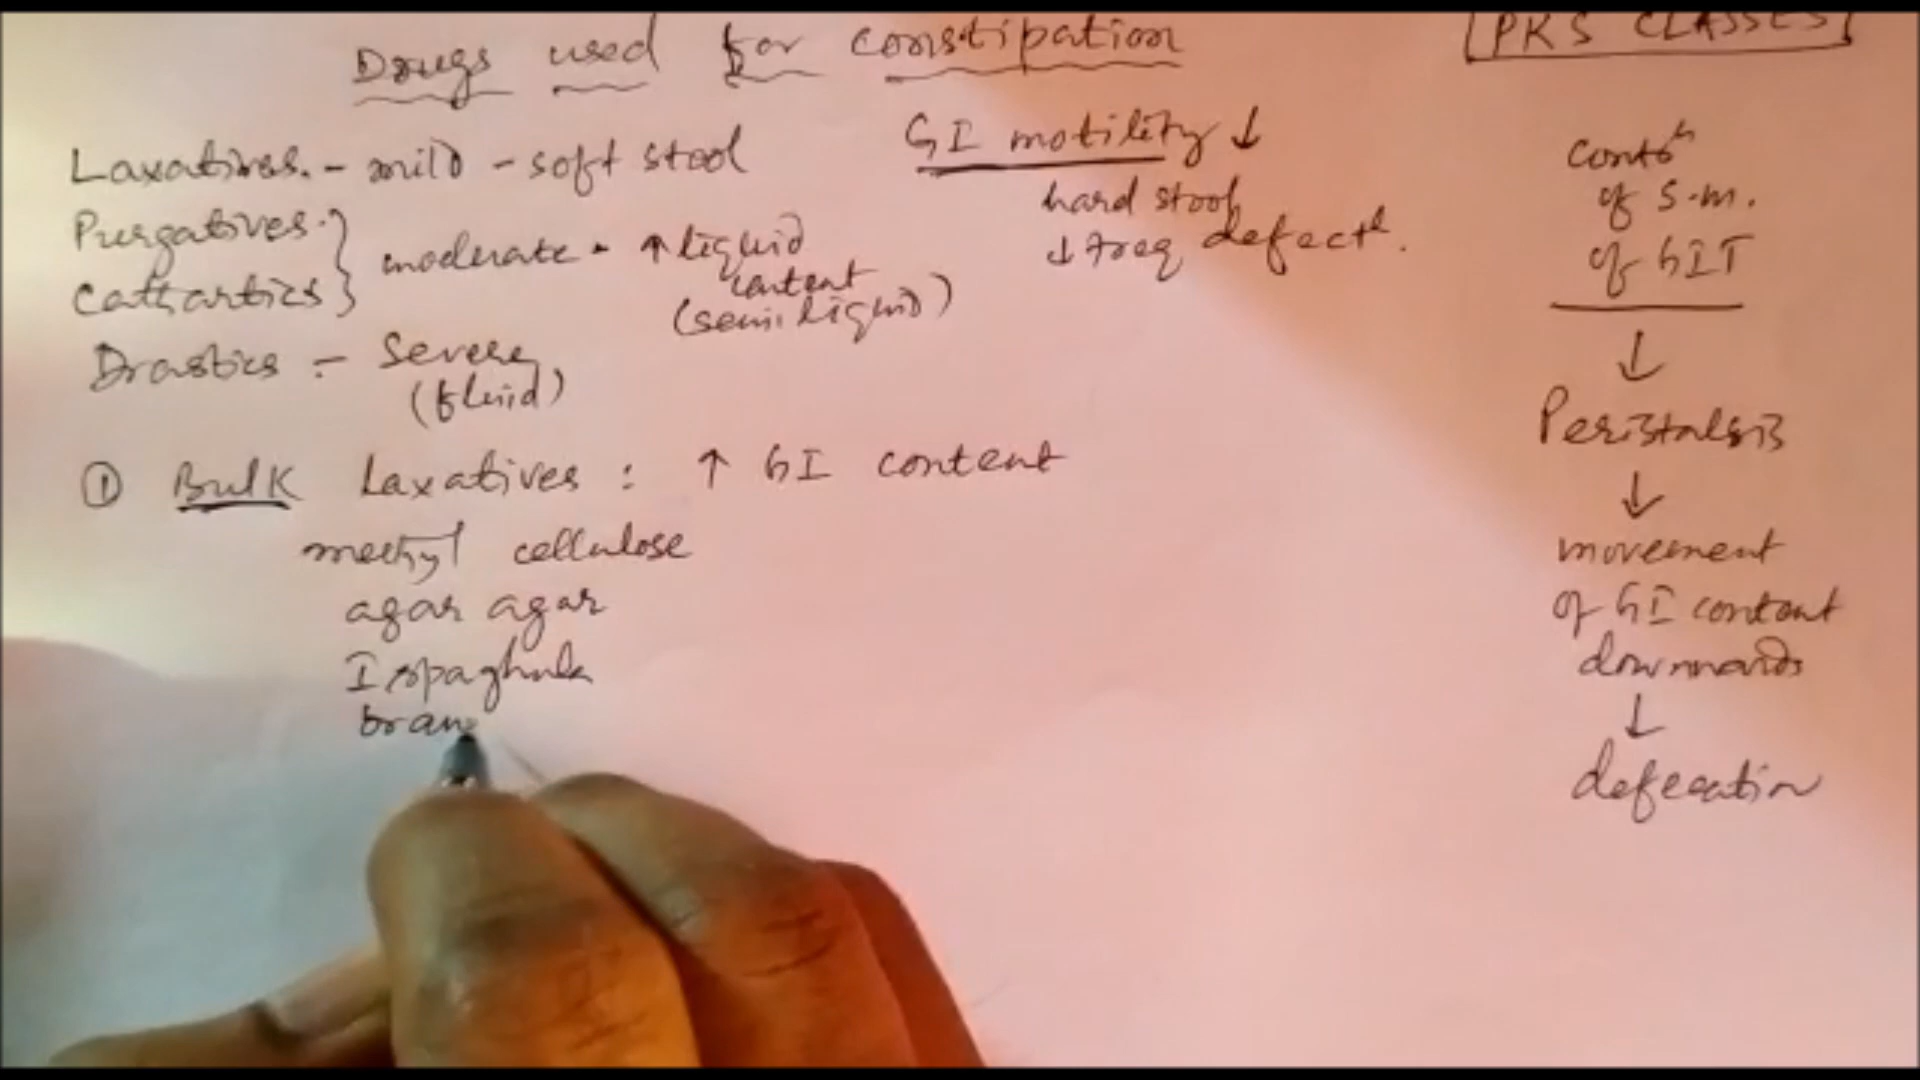 Drugs used for constipation
PKS CLASSES
Laxatives. - mild - soft stool
Purgatives.
Cathartics } moderate - ↑ liquid
content
(semi liquid)
Drastics :- Severe
(fluid)
GI motility ↓
hard stool
↓ freq defectⁿ.
① Bulk Laxatives : ↑ GI content
methyl cellulose
agar agar
Ispaghula
bran
Contⁿ
of S.m.
of GIT
↓
Peristalsis
↓
movement
of GI content
downwards
↓
defecation